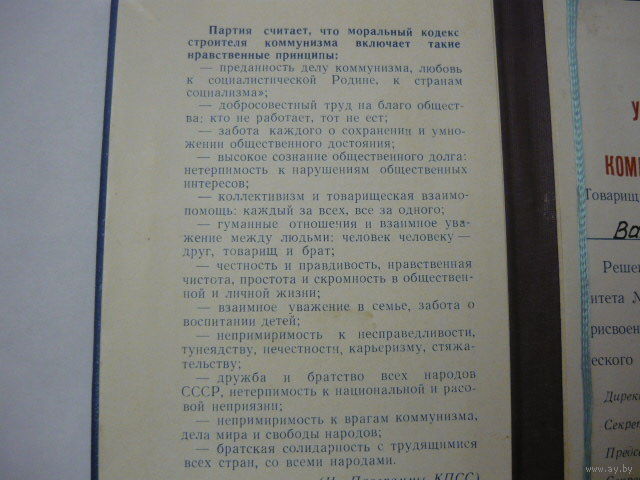 Партия считает, что моральный кодекс
строителя коммунизма включает такие
нравственные принципы:
— преданность делу коммунизма, любовь
к социалистической Родине, к странам
социализма»;
— добросовестный труд на благо общест-
ва: кто не работает, тот не ест;
— забота каждого о сохранении и умно-
жении общественного достояния;
— высокое сознание общественного долга:
нетерпимость к нарушениям общественных
интересов;
— коллективизм и товарищеская взаимо-
помощь: каждый за всех, все за одного;
— гуманные отношения и взаимное ува-
жение между людьми: человек человеку —
друг, товарищ и брат;
— честность и правдивость, нравственная
чистота, простота и скромность в обществен-
ной и личной жизни;
— взаимное уважение в семье, забота о
воспитании детей;
— непримиримость к несправедливости,
тунеядству, нечестности, карьеризму, стяжа-
тельству;
— дружба и братство всех народов
СССР, нетерпимость к национальной и расо-
вой неприязни;
— непримиримость к врагам коммунизма,
дела мира и свободы народов;
— братская солидарность с трудящимися
всех стран, со всеми народами.
(Из Программы КПСС)
У
КОММ
Товарищ
Ва
Реше
итета М
рисвоен
еского
Дирек
Секрет
Предсе
Секрет
www.ay.by